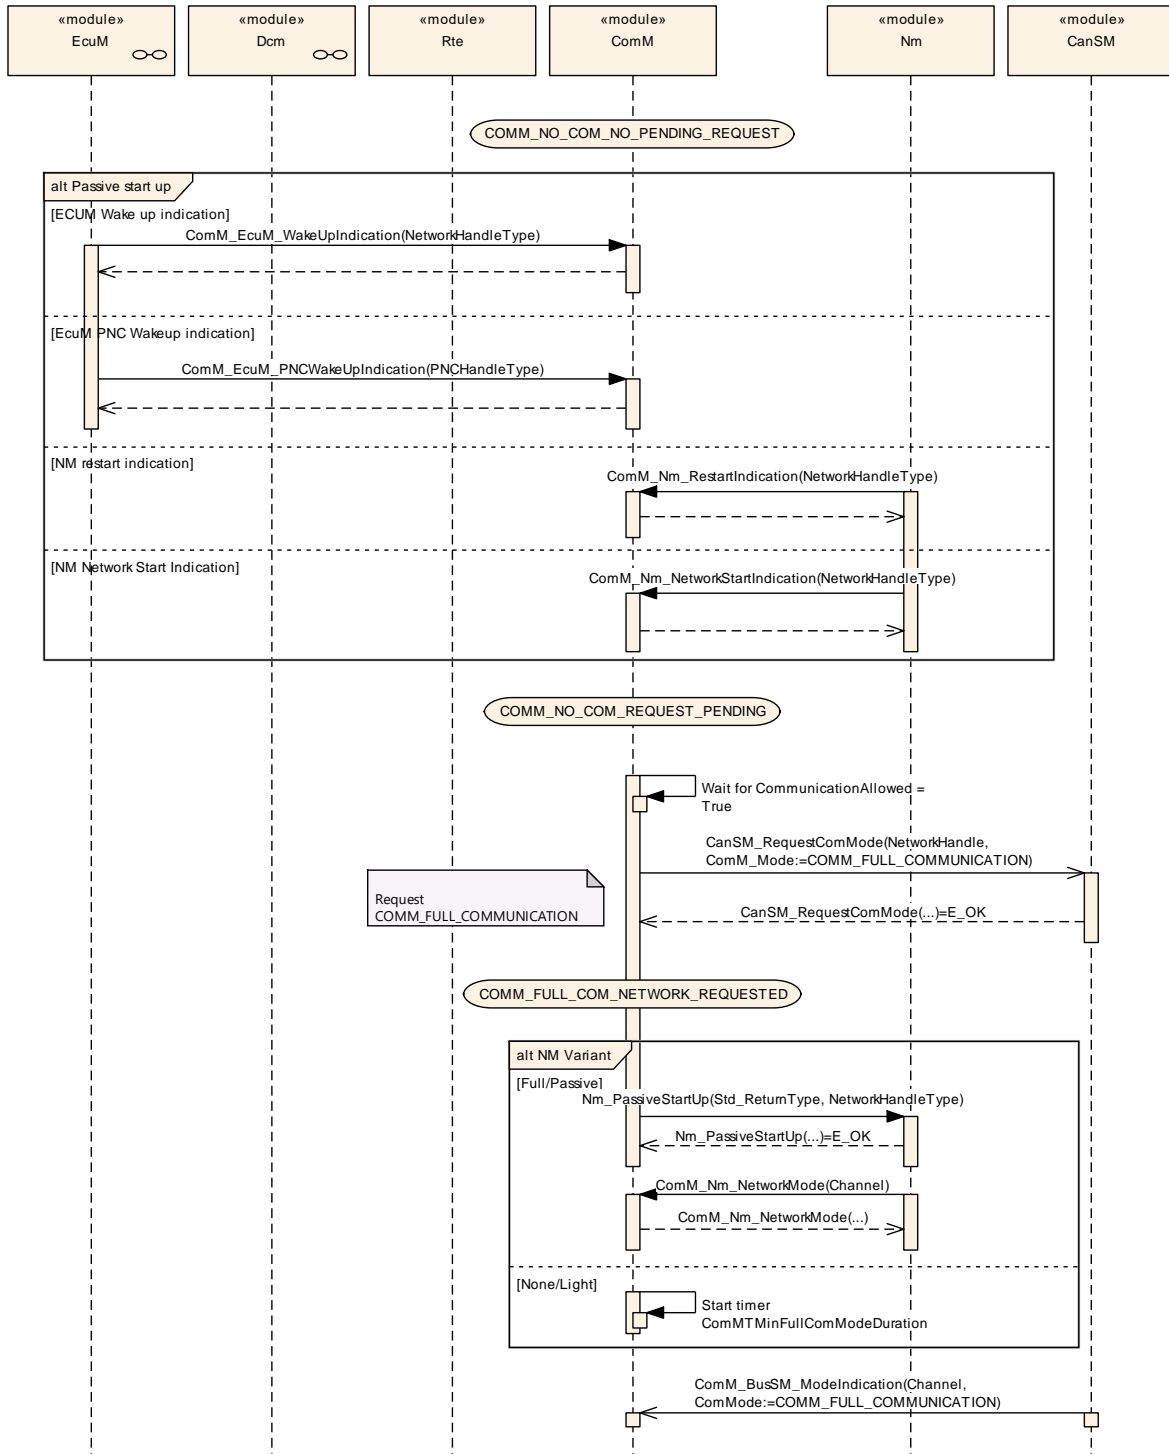 «module»
EcuM
«module»
Dcm
«module»
Rte
«module»
ComM
«module»
Nm
«module»
CanSM
COMM_NO_COM_NO_PENDING_REQUEST
alt Passive start up
[ECUM Wake up indication]
ComM_EcuM_WakeUpIndication(NetworkHandleType)
[EcuM PNC Wakeup indication]
ComM_EcuM_PNCWakeUpIndication(PNCHandleType)
[NM restart indication]
ComM_Nm_RestartIndication(NetworkHandleType)
[NM Network Start Indication]
ComM_Nm_NetworkStartIndication(NetworkHandleType)
COMM_NO_COM_REQUEST_PENDING
Wait for CommunicationAllowed =
True
CanSM_RequestComMode(NetworkHandle,
ComM_Mode:=COMM_FULL_COMMUNICATION)
Request
COMM_FULL_COMMUNICATION
CanSM_RequestComMode(...)=E_OK
COMM_FULL_COM_NETWORK_REQUESTED
alt NM Variant
[Full/Passive]
Nm_PassiveStartUp(Std_ReturnType, NetworkHandleType)
Nm_PassiveStartUp(...)=E_OK
ComM_Nm_NetworkMode(Channel)
ComM_Nm_NetworkMode(...)
[None/Light]
Start timer
ComMTMinFullComModeDuration
ComM_BusSM_ModeIndication(Channel,
ComMode:=COMM_FULL_COMMUNICATION)